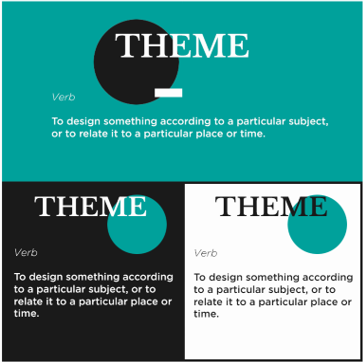 THEME
Verb
To design something according to a particular subject,
or to relate it to a particular place or time.
THEME
Verb
To design something according
to a particular subject, or to
relate it to a particular place or
time.
THEME
Verb
To design something according
to a particular subject, or to
relate it to a particular place or
time.